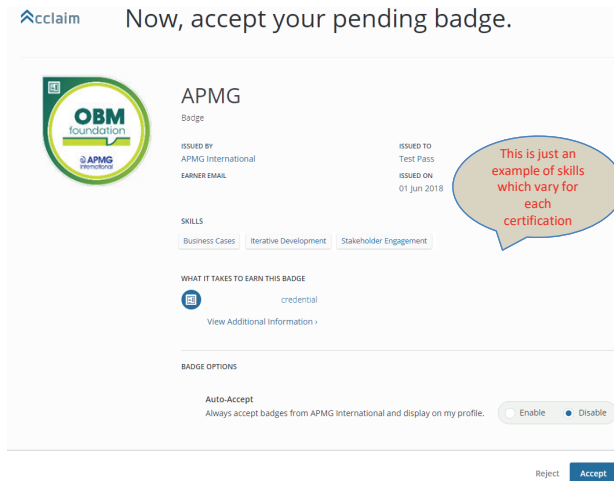 Acclaim
Now, accept your pending badge.
OBM
foundation
APMG
International
APMG
Badge
ISSUED BY
APMG International
EARNER EMAIL
ISSUED TO
Test Pass
ISSUED ON
01 Jun 2018
This is just an
example of skills
which vary for
each
certification
SKILLS
Business Cases
Iterative Development
Stakeholder Engagement
WHAT IT TAKES TO EARN THIS BADGE
credential
View Additional Information ›
BADGE OPTIONS
Auto-Accept
Always accept badges from APMG International and display on my profile.
Enable
Disable
Reject
Accept